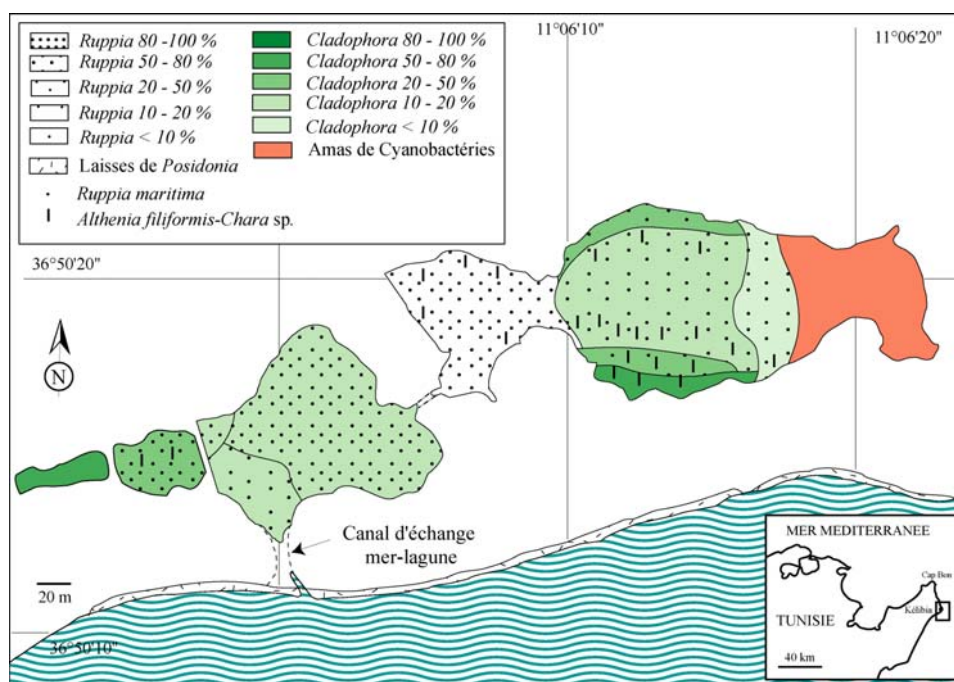 Ruppia 80 -100 %
Ruppia 50 - 80 %
Ruppia 20 - 50 %
Ruppia 10 - 20 %
Ruppia < 10 %
Laisses de Posidonia
Ruppia maritima
Althenia filiformis-Chara sp.
Cladophora 80 - 100 %
Cladophora 50 - 80 %
Cladophora 20 - 50 %
Cladophora 10 - 20 %
Cladophora < 10 %
Amas de Cyanobactéries
11°06'10"
11°06'20"
36°50'20"
N
Canal d'échange
mer-lagune
20 m
36°50'10"
MER MEDITERRANEE
Cap Bon
Kélibia
TUNISIE
40 km